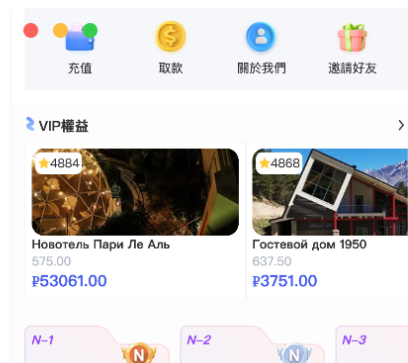 充值 取款 關於我們 邀請好友
VIP權益
4884 4868
Новотель Пари Ле Аль Гостевой дом 1950
575.00 637.50
₽53061.00 ₽3751.00
N–1 N–2 N–3
N N